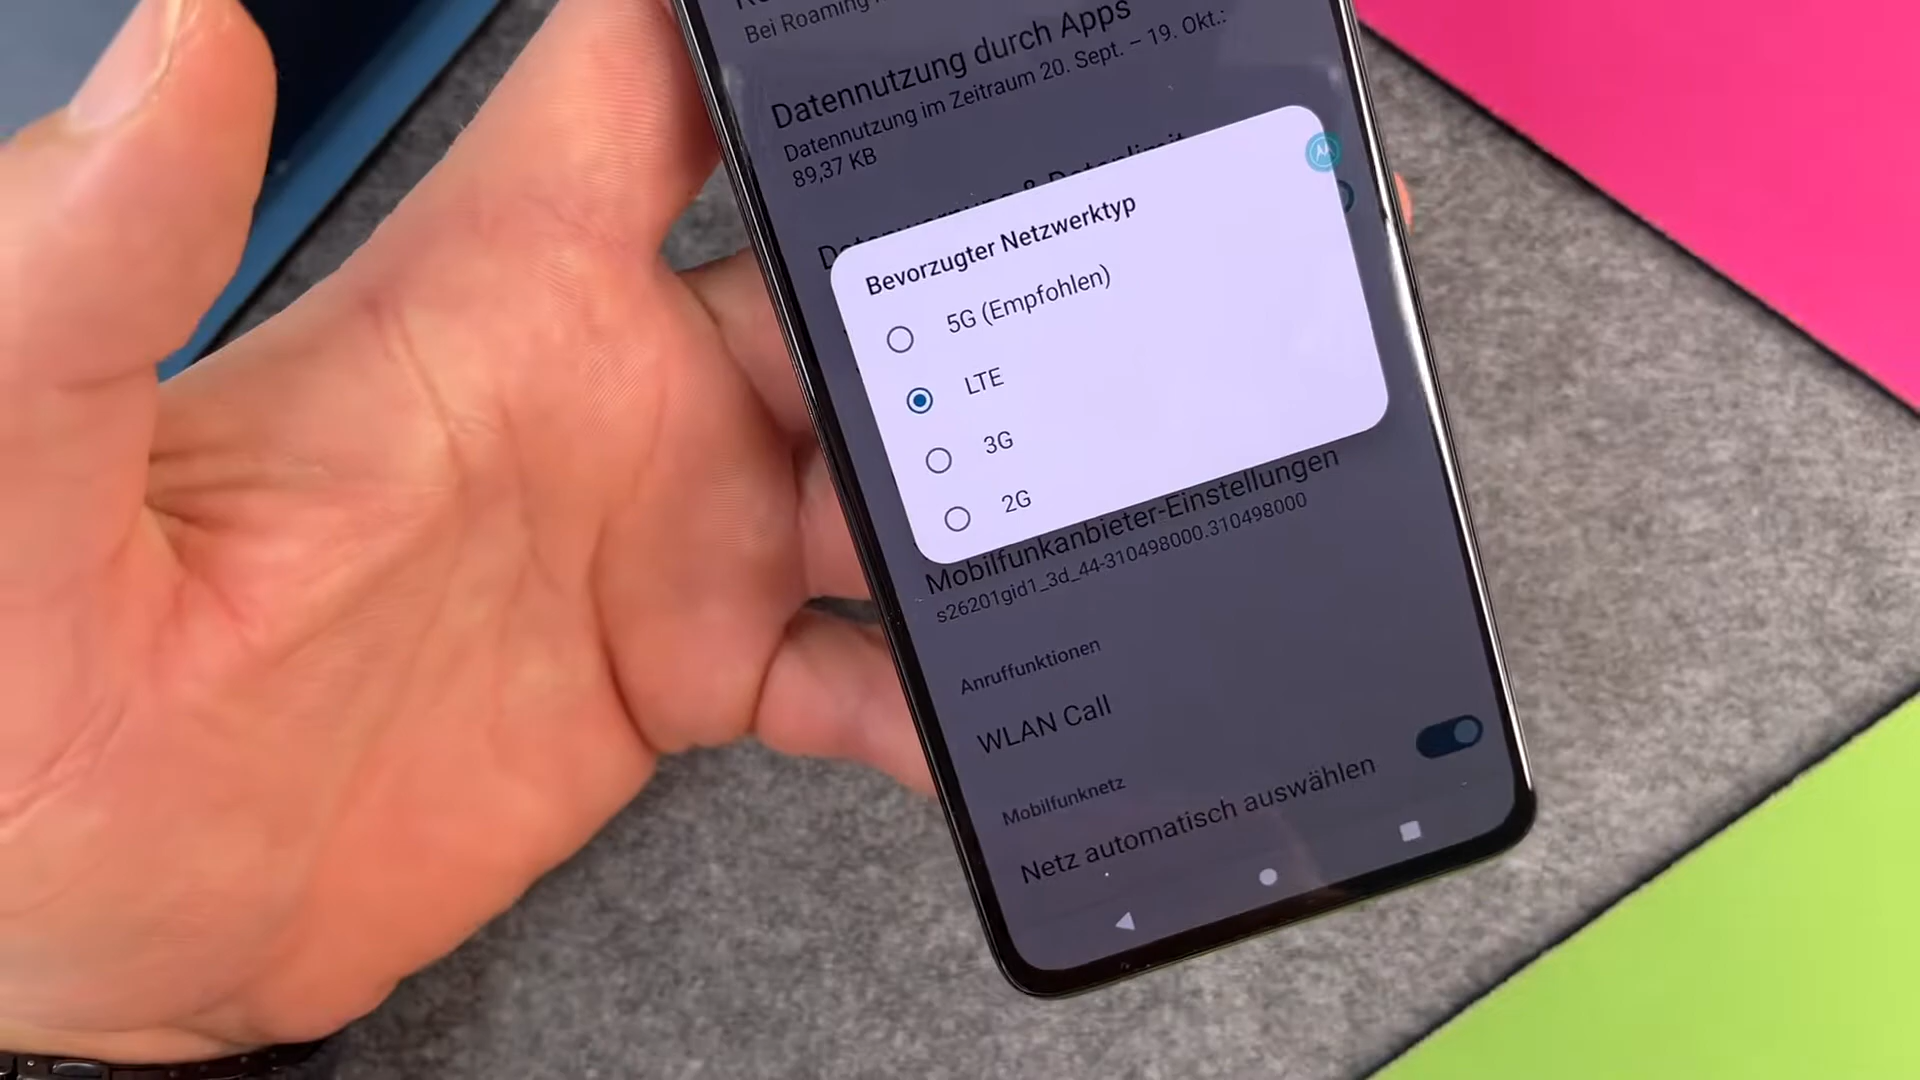 Bei Roaming
Datennutzung durch Apps
Datennutzung im Zeitraum 20. Sept. – 19. Okt.:
89,37 KB
Bevorzugter Netzwerktyp
5G (Empfohlen)
LTE
3G
2G
Mobilfunkanbieter-Einstellungen
s26201gid1_3d_44-310498000.310498000
Anruffunktionen
WLAN Call
Mobilfunknetz
Netz automatisch auswählen